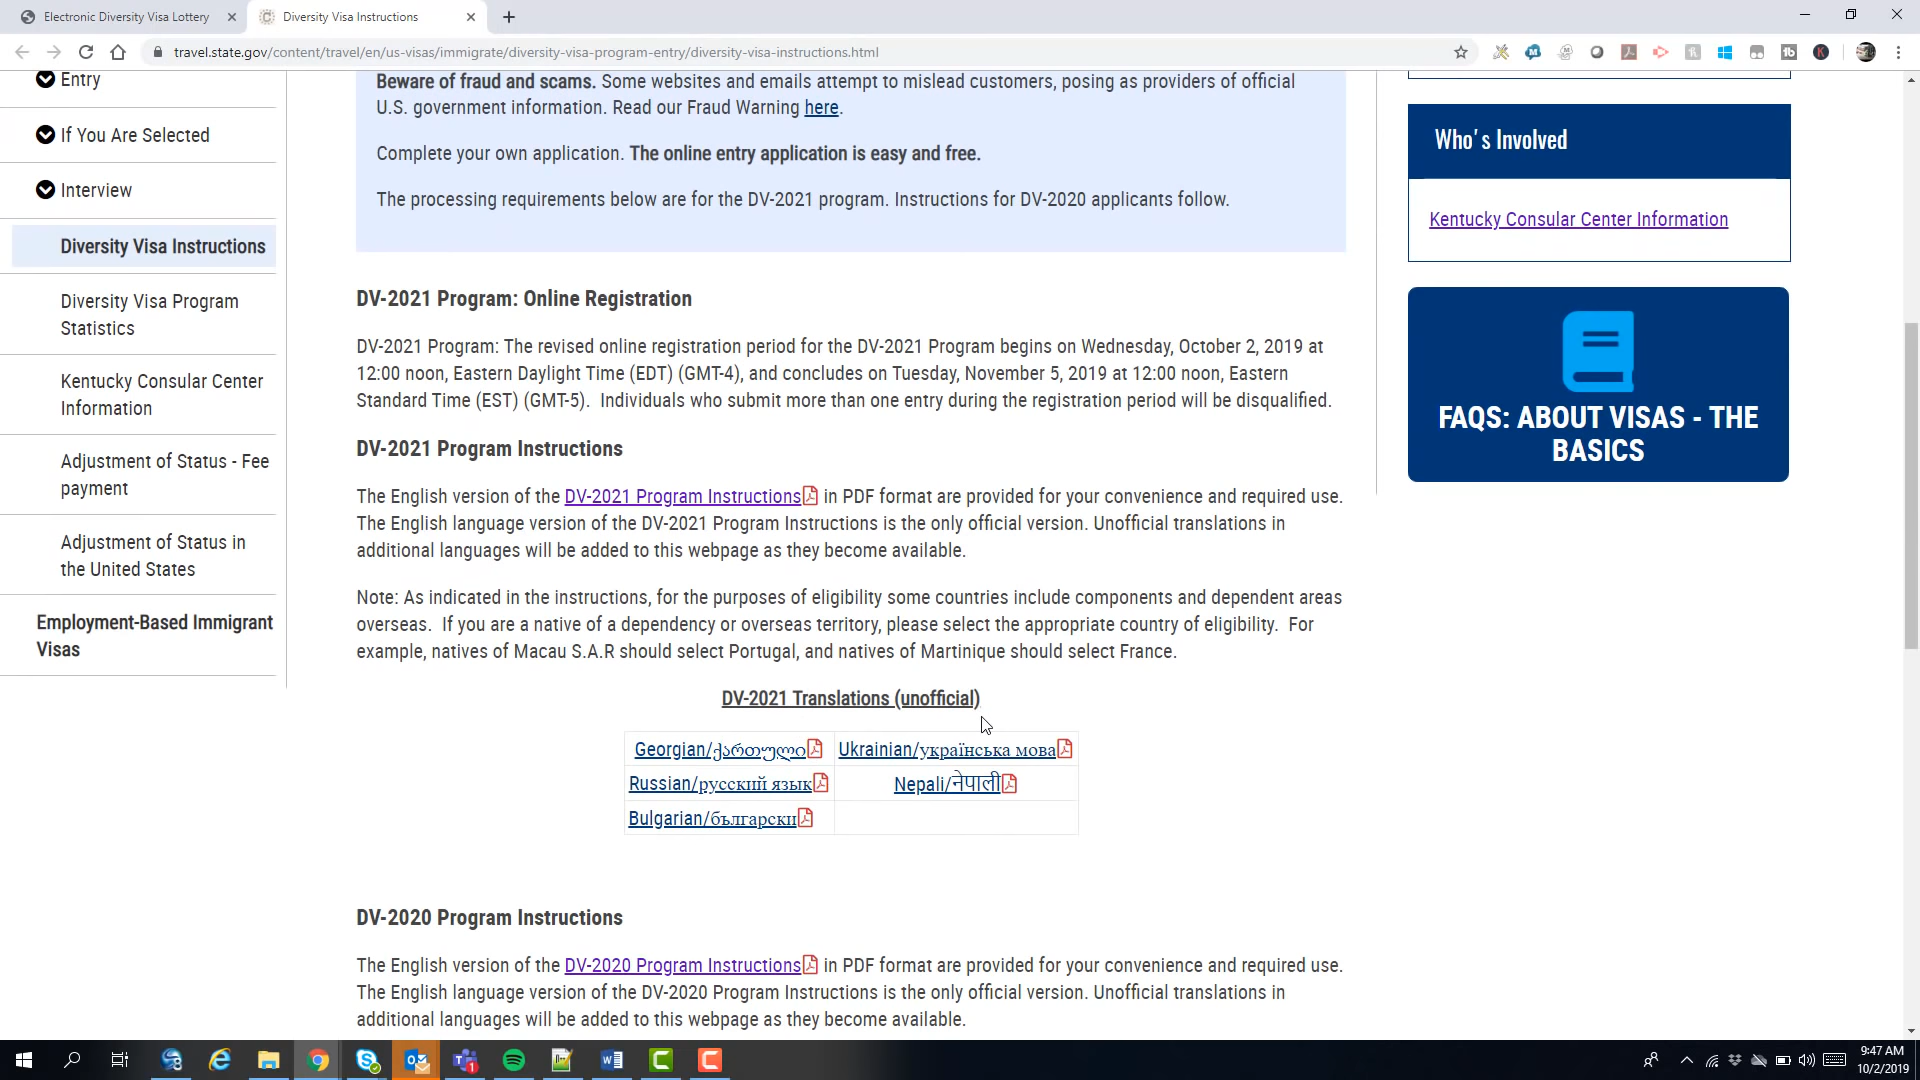 Electronic Diversity Visa Lottery
Diversity Visa Instructions
travel.state.gov/content/travel/en/us-visas/immigrate/diversity-visa-program-entry/diversity-visa-instructions.html
Entry
If You Are Selected
Interview
Diversity Visa Instructions
Diversity Visa Program
Statistics
Kentucky Consular Center
Information
Adjustment of Status - Fee
payment
Adjustment of Status in
the United States
Employment-Based Immigrant
Visas
Beware of fraud and scams. Some websites and emails attempt to mislead customers, posing as providers of official
U.S. government information. Read our Fraud Warning here.
Complete your own application. The online entry application is easy and free.
The processing requirements below are for the DV-2021 program. Instructions for DV-2020 applicants follow.
DV-2021 Program: Online Registration
DV-2021 Program: The revised online registration period for the DV-2021 Program begins on Wednesday, October 2, 2019 at
12:00 noon, Eastern Daylight Time (EDT) (GMT-4), and concludes on Tuesday, November 5, 2019 at 12:00 noon, Eastern
Standard Time (EST) (GMT-5). Individuals who submit more than one entry during the registration period will be disqualified.
DV-2021 Program Instructions
The English version of the DV-2021 Program Instructions in PDF format are provided for your convenience and required use.
The English language version of the DV-2021 Program Instructions is the only official version. Unofficial translations in
additional languages will be added to this webpage as they become available.
Note: As indicated in the instructions, for the purposes of eligibility some countries include components and dependent areas
overseas. If you are a native of a dependency or overseas territory, please select the appropriate country of eligibility. For
example, natives of Macau S.A.R should select Portugal, and natives of Martinique should select France.
DV-2021 Translations (unofficial)
Georgian/ქართული Ukrainian/українська мова
Russian/русский язык Nepali/नेपाली
Bulgarian/български
DV-2020 Program Instructions
The English version of the DV-2020 Program Instructions in PDF format are provided for your convenience and required use.
The English language version of the DV-2020 Program Instructions is the only official version. Unofficial translations in
additional languages will be added to this webpage as they become available.
Who's Involved
Kentucky Consular Center Information
FAQS: ABOUT VISAS - THE
BASICS
9:47 AM
10/2/2019